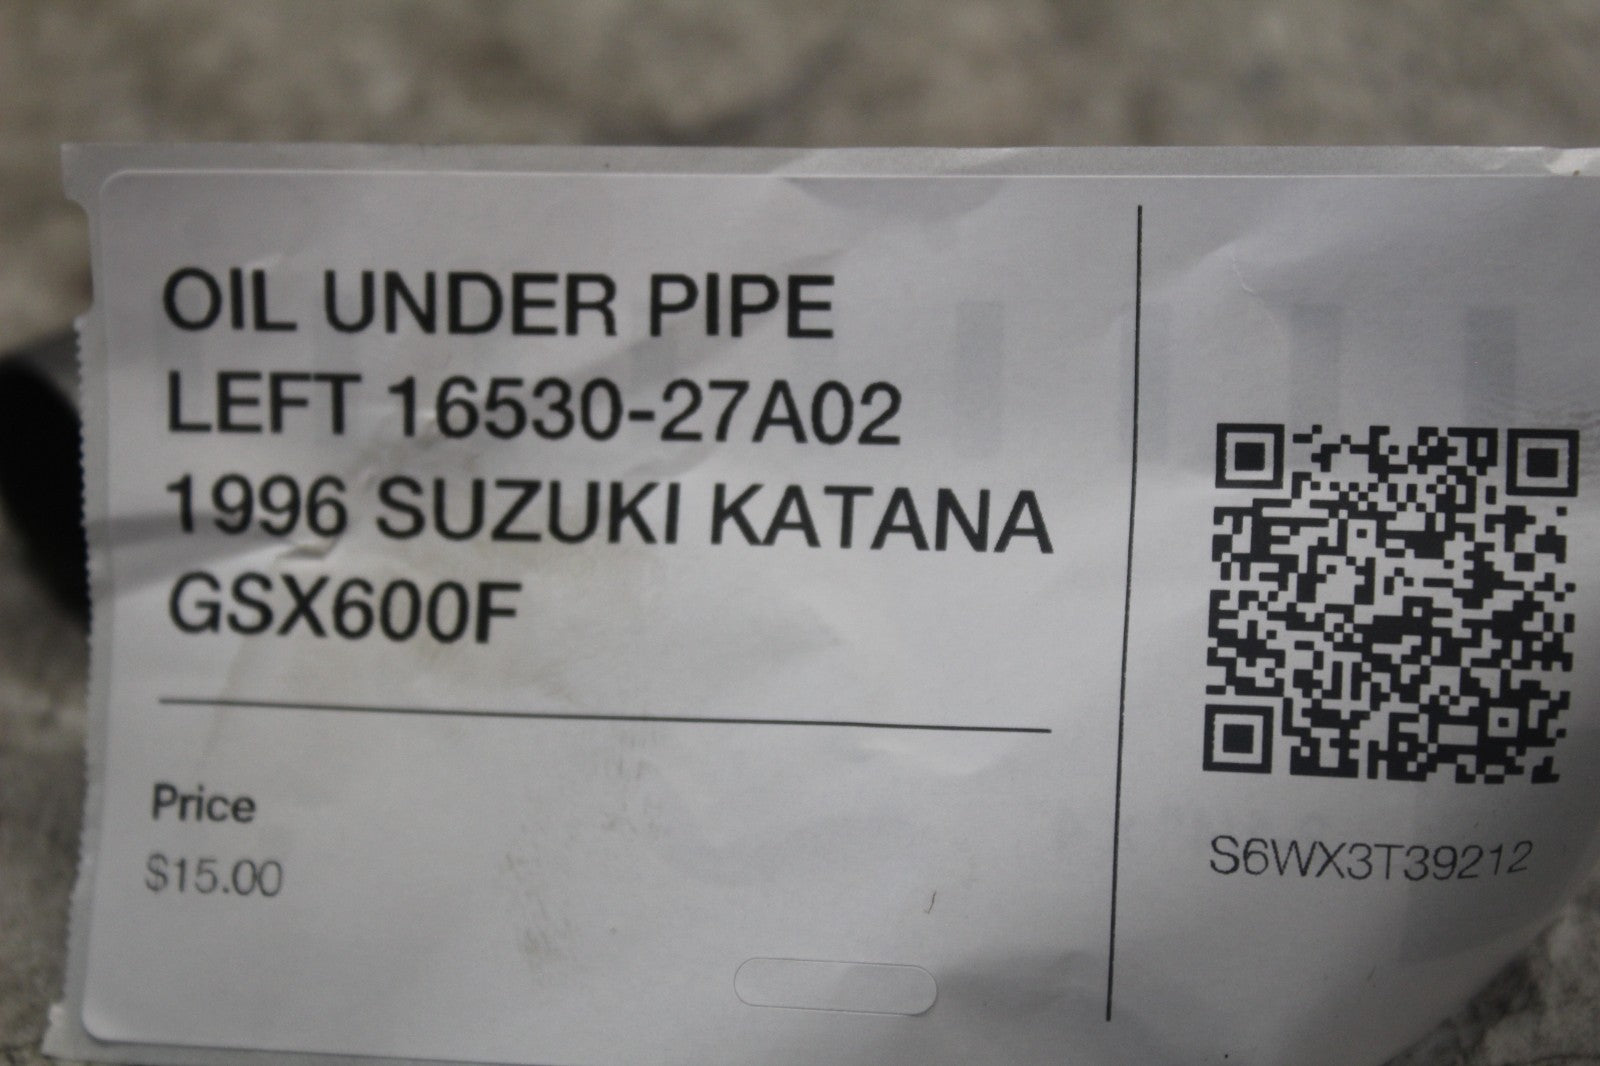 OIL UNDER PIPE
LEFT 16530-27A02
1996 SUZUKI KATANA
GSX600F
Price
$15.00
S6WX3T39212